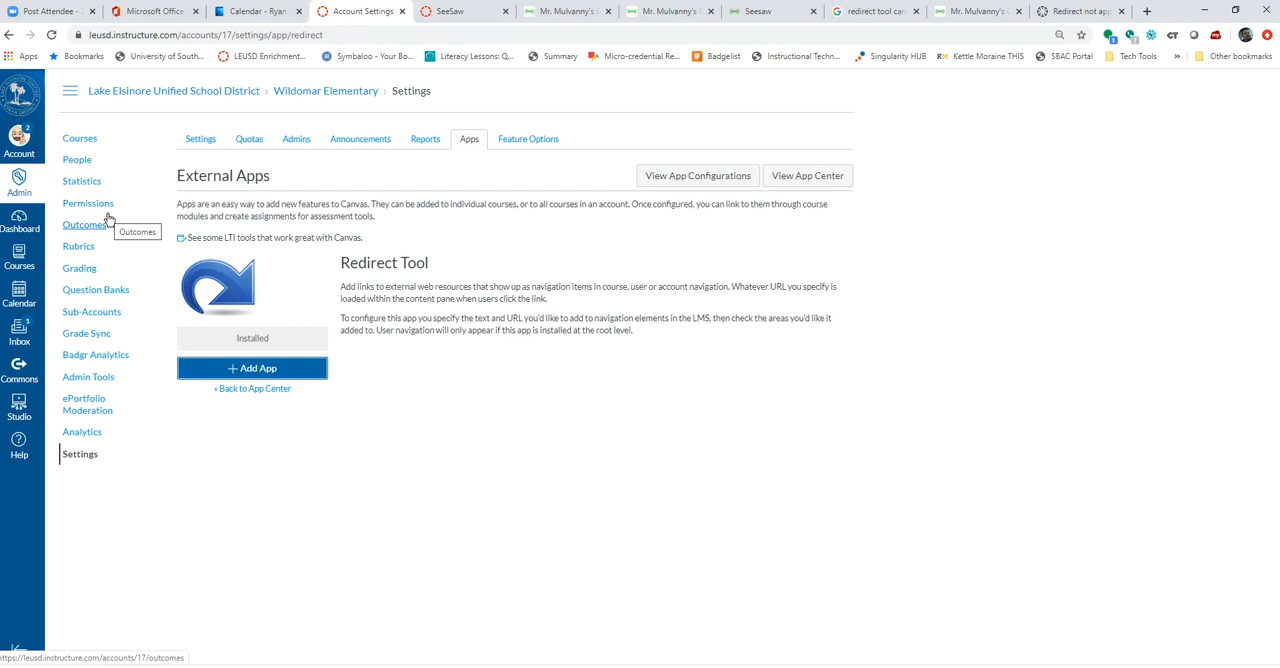 Post Attendee - Z
Microsoft Office
Calendar - Ryan
Account Settings
SeeSaw
Mr. Mulvanny's C
Mr. Mulvanny's C
Seesaw
redirect tool can
Mr. Mulvanny's C
Redirect not app
leusd.instructure.com/accounts/17/settings/app/redirect
Apps
Bookmarks
University of South...
LEUSD Enrichment...
Symbaloo - Your Bo...
Literacy Lessons: Q...
Summary
Micro-credential Re...
Badgelist
Instructional Techn...
Singularity HUB
KM Kettle Moraine THIS
SBAC Portal
Tech Tools
»
Other bookmarks
Lake Elsinore Unified School District › Wildomar Elementary › Settings
2
Account
Admin
Dashboard
Courses
Calendar
1
Inbox
Commons
Studio
Help
Courses
People
Statistics
Permissions
Outcomes
Outcomes
Rubrics
Grading
Question Banks
Sub-Accounts
Grade Sync
Badgr Analytics
Admin Tools
ePortfolio
Moderation
Analytics
Settings
Settings
Quotas
Admins
Announcements
Reports
Apps
Feature Options
External Apps
View App Configurations
View App Center
Apps are an easy way to add new features to Canvas. They can be added to individual courses, or to all courses in an account. Once configured, you can link to them through course
modules and create assignments for assessment tools.
See some LTI tools that work great with Canvas.
Redirect Tool
Add links to external web resources that show up as navigation items in course, user or account navigation. Whatever URL you specify is
loaded within the content pane when users click the link.
To configure this app you specify the text and URL you'd like to add to navigation elements in the LMS, then check the areas you'd like it
added to. User navigation will only appear if this app is installed at the root level.
Installed
+ Add App
« Back to App Center
https://leusd.instructure.com/accounts/17/outcomes